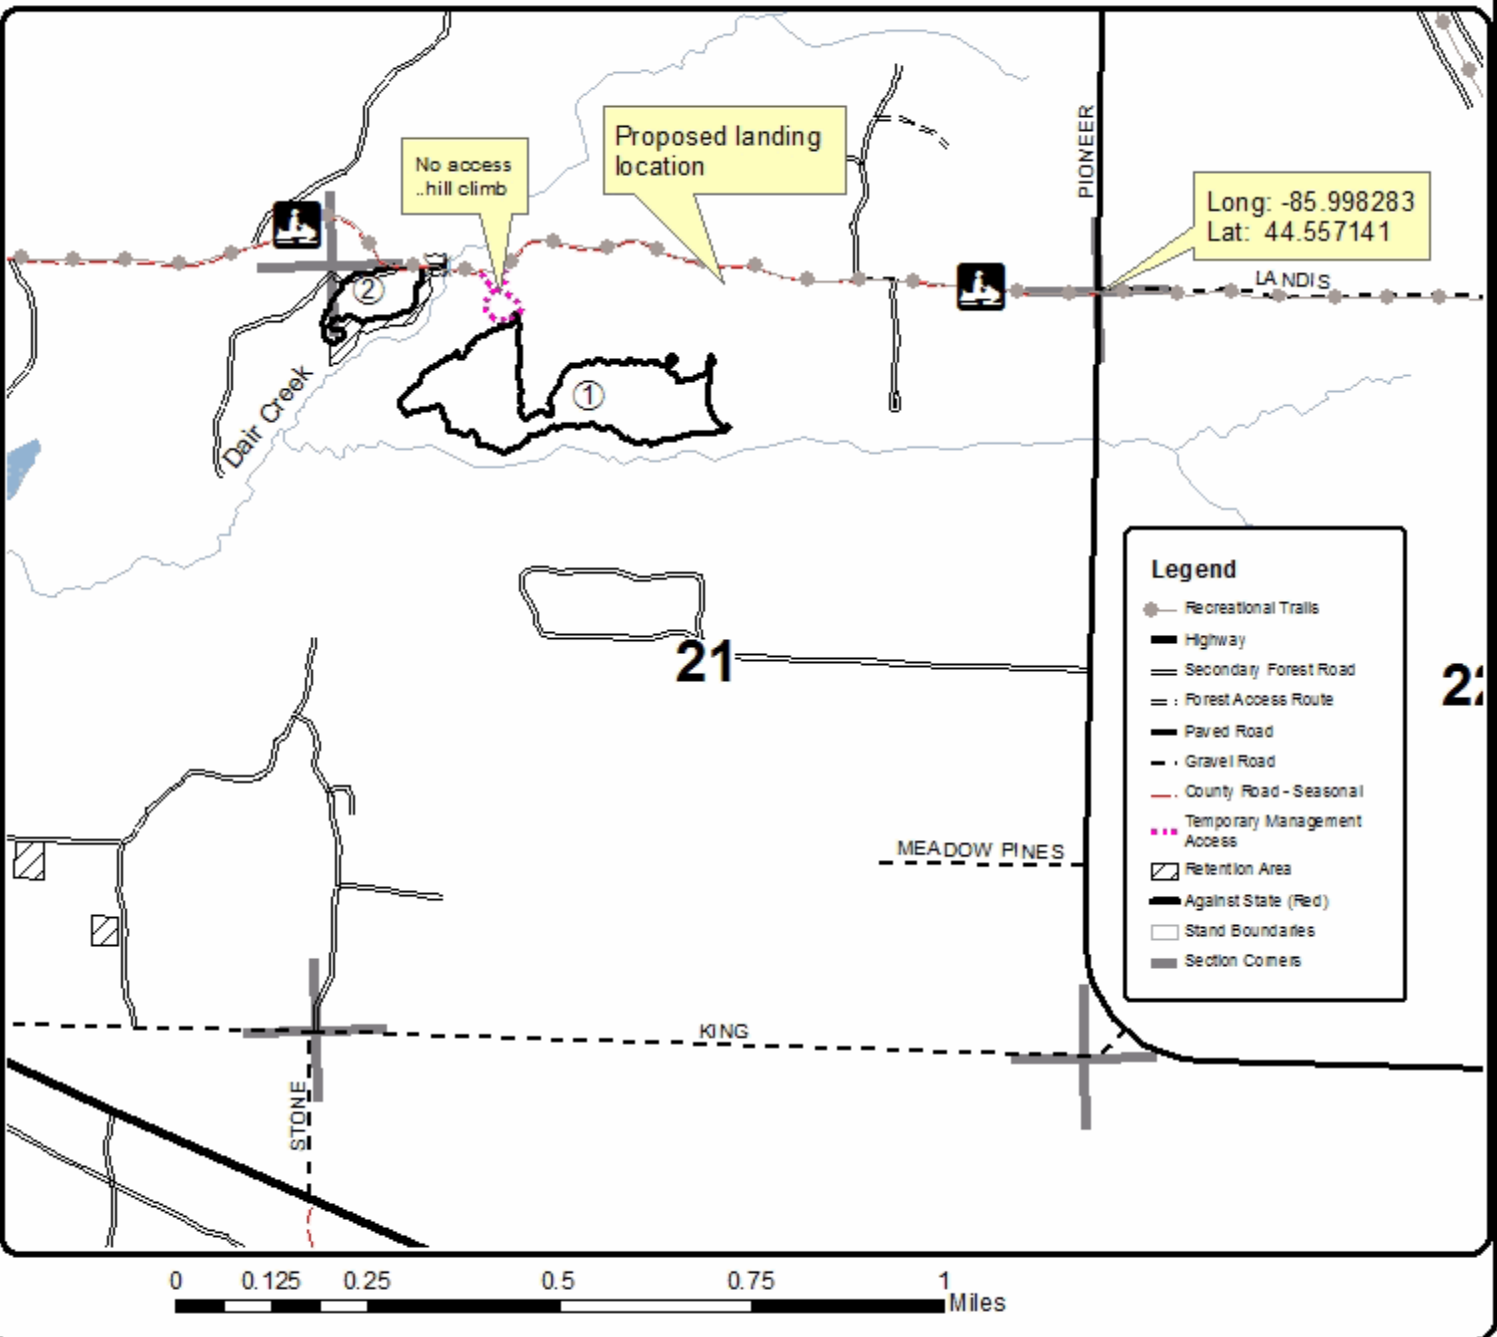 PIONEER
No access
..hill climb
Proposed landing
location
Long: -85.998283
Lat: 44.557141
LANDIS
2
1
Dair Creek
21
22
Legend
Recreational Trails
Highway
Secondary Forest Road
Forest Access Route
Paved Road
Gravel Road
County Road - Seasonal
Temporary Management
Access
Retention Area
Against State (Red)
Stand Boundaries
Section Corners
MEADOW PINES
KING
STONE
0 0.125 0.25 0.5 0.75 1
Miles